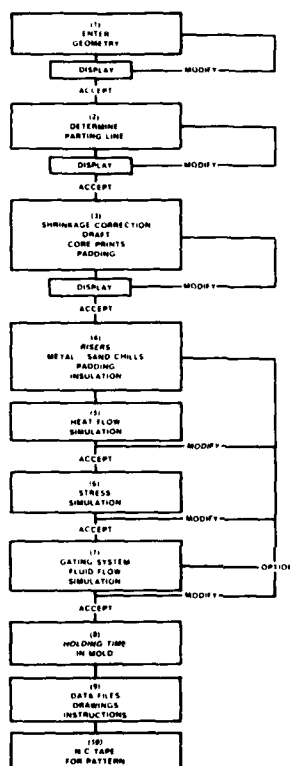 (1)
ENTER
GEOMETRY
DISPLAY
MODIFY
ACCEPT
(2)
DETERMINE
PARTING LINE
DISPLAY
MODIFY
ACCEPT
(3)
SHRINKAGE CORRECTION
DRAFT
CORE PRINTS
PADDING
DISPLAY
MODIFY
ACCEPT
(4)
RISERS
METAL SAND CHILLS
PADDING
INSULATION
(5)
HEAT FLOW
SIMULATION
MODIFY
ACCEPT
(6)
STRESS
SIMULATION
MODIFY
ACCEPT
(7)
GATING SYSTEM
FLUID FLOW
SIMULATION
OPTION
MODIFY
ACCEPT
(8)
HOLDING TIME
IN MOLD
(9)
DATA FILES
DRAWINGS
INSTRUCTIONS
(10)
N C TAPE
FOR PATTERN